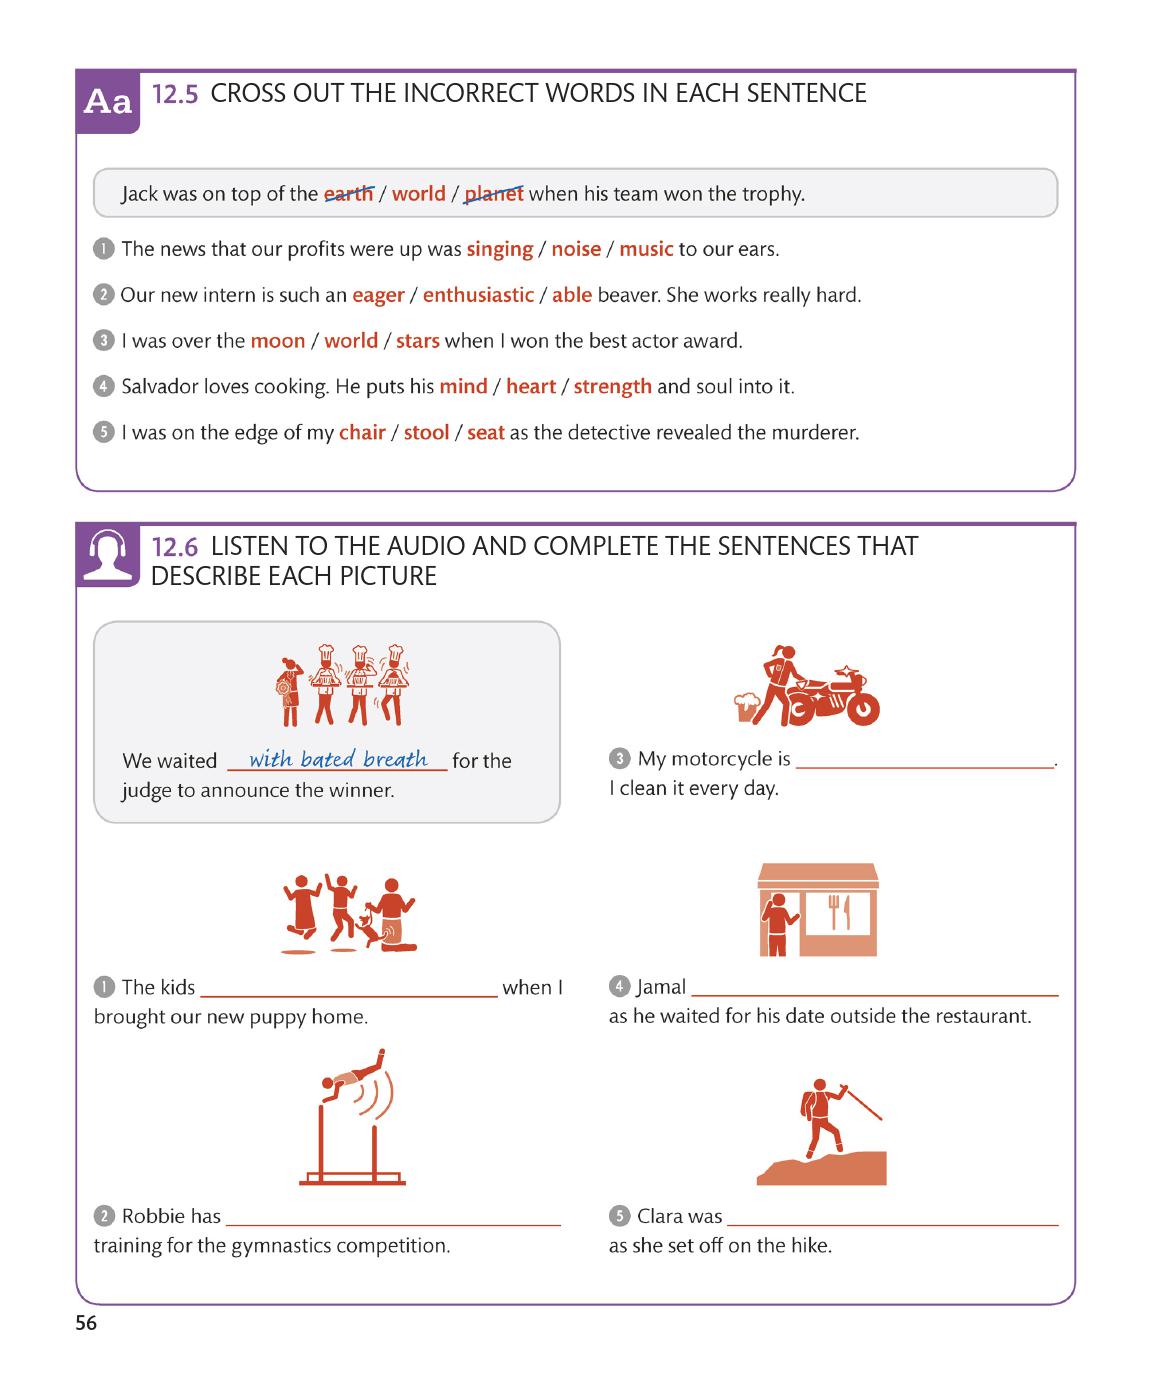 Aa 12.5 CROSS OUT THE INCORRECT WORDS IN EACH SENTENCE
Jack was on top of the earth / world / planet when his team won the trophy.
1 The news that our profits were up was singing / noise / music to our ears.
2 Our new intern is such an eager / enthusiastic / able beaver. She works really hard.
3 I was over the moon / world / stars when I won the best actor award.
4 Salvador loves cooking. He puts his mind / heart / strength and soul into it.
5 I was on the edge of my chair / stool / seat as the detective revealed the murderer.
12.6 LISTEN TO THE AUDIO AND COMPLETE THE SENTENCES THAT
DESCRIBE EACH PICTURE
We waited with bated breath for the
judge to announce the winner.
3 My motorcycle is ____________.
I clean it every day.
1 The kids ____________ when I
brought our new puppy home.
4 Jamal ____________
as he waited for his date outside the restaurant.
2 Robbie has ____________
training for the gymnastics competition.
5 Clara was ____________
as she set off on the hike.
56